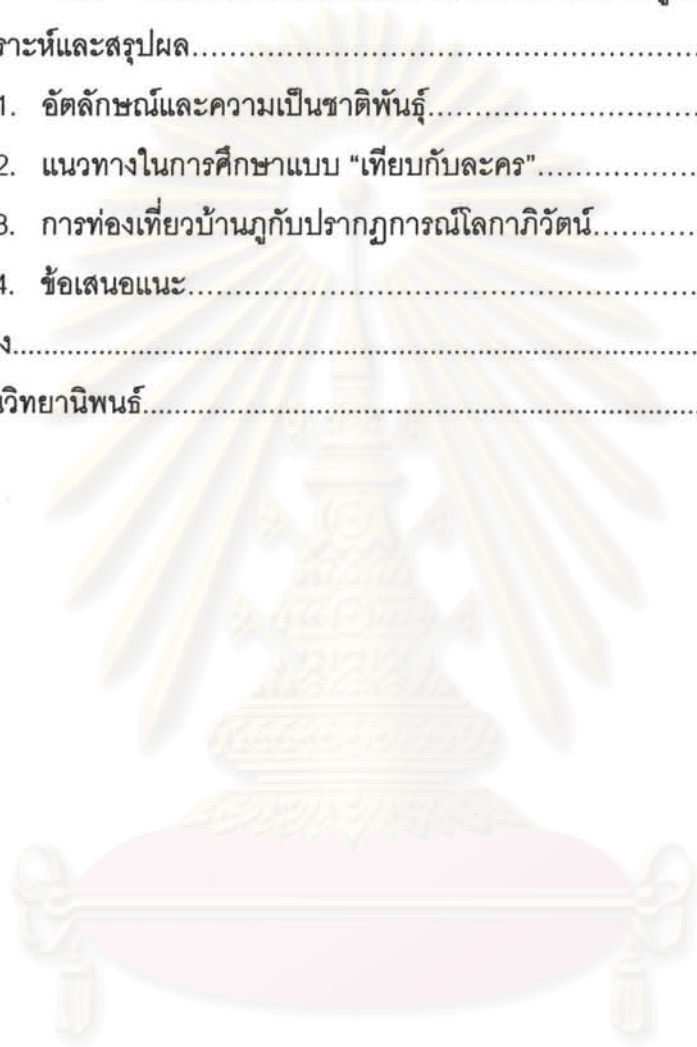 ราะห์และสรุปผล
1. อัตลักษณ์และความเป็นชาติพันธุ์
2. แนวทางในการศึกษาแบบ “เทียบกับละคร”
3. การท่องเที่ยวบ้านภูกับปรากฏการณ์โลกาภิวัตน์
4. ข้อเสนอแนะ
ง
นวิทยานิพนธ์